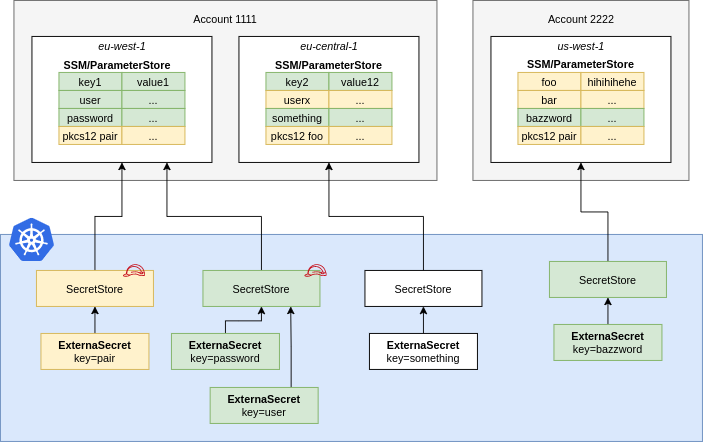 Account 1111
Account 2222
eu-west-1
SSM/ParameterStore
key1 value1
user ...
password ...
pkcs12 pair ...
eu-central-1
SSM/ParameterStore
key2 value12
userx ...
something ...
pkcs12 foo ...
us-west-1
SSM/ParameterStore
foo hihihihehe
bar ...
bazzword ...
pkcs12 pair ...
SecretStore
SecretStore
SecretStore
SecretStore
ExternaSecret
key=pair
ExternaSecret
key=password
ExternaSecret
key=something
ExternaSecret
key=bazzword
ExternaSecret
key=user